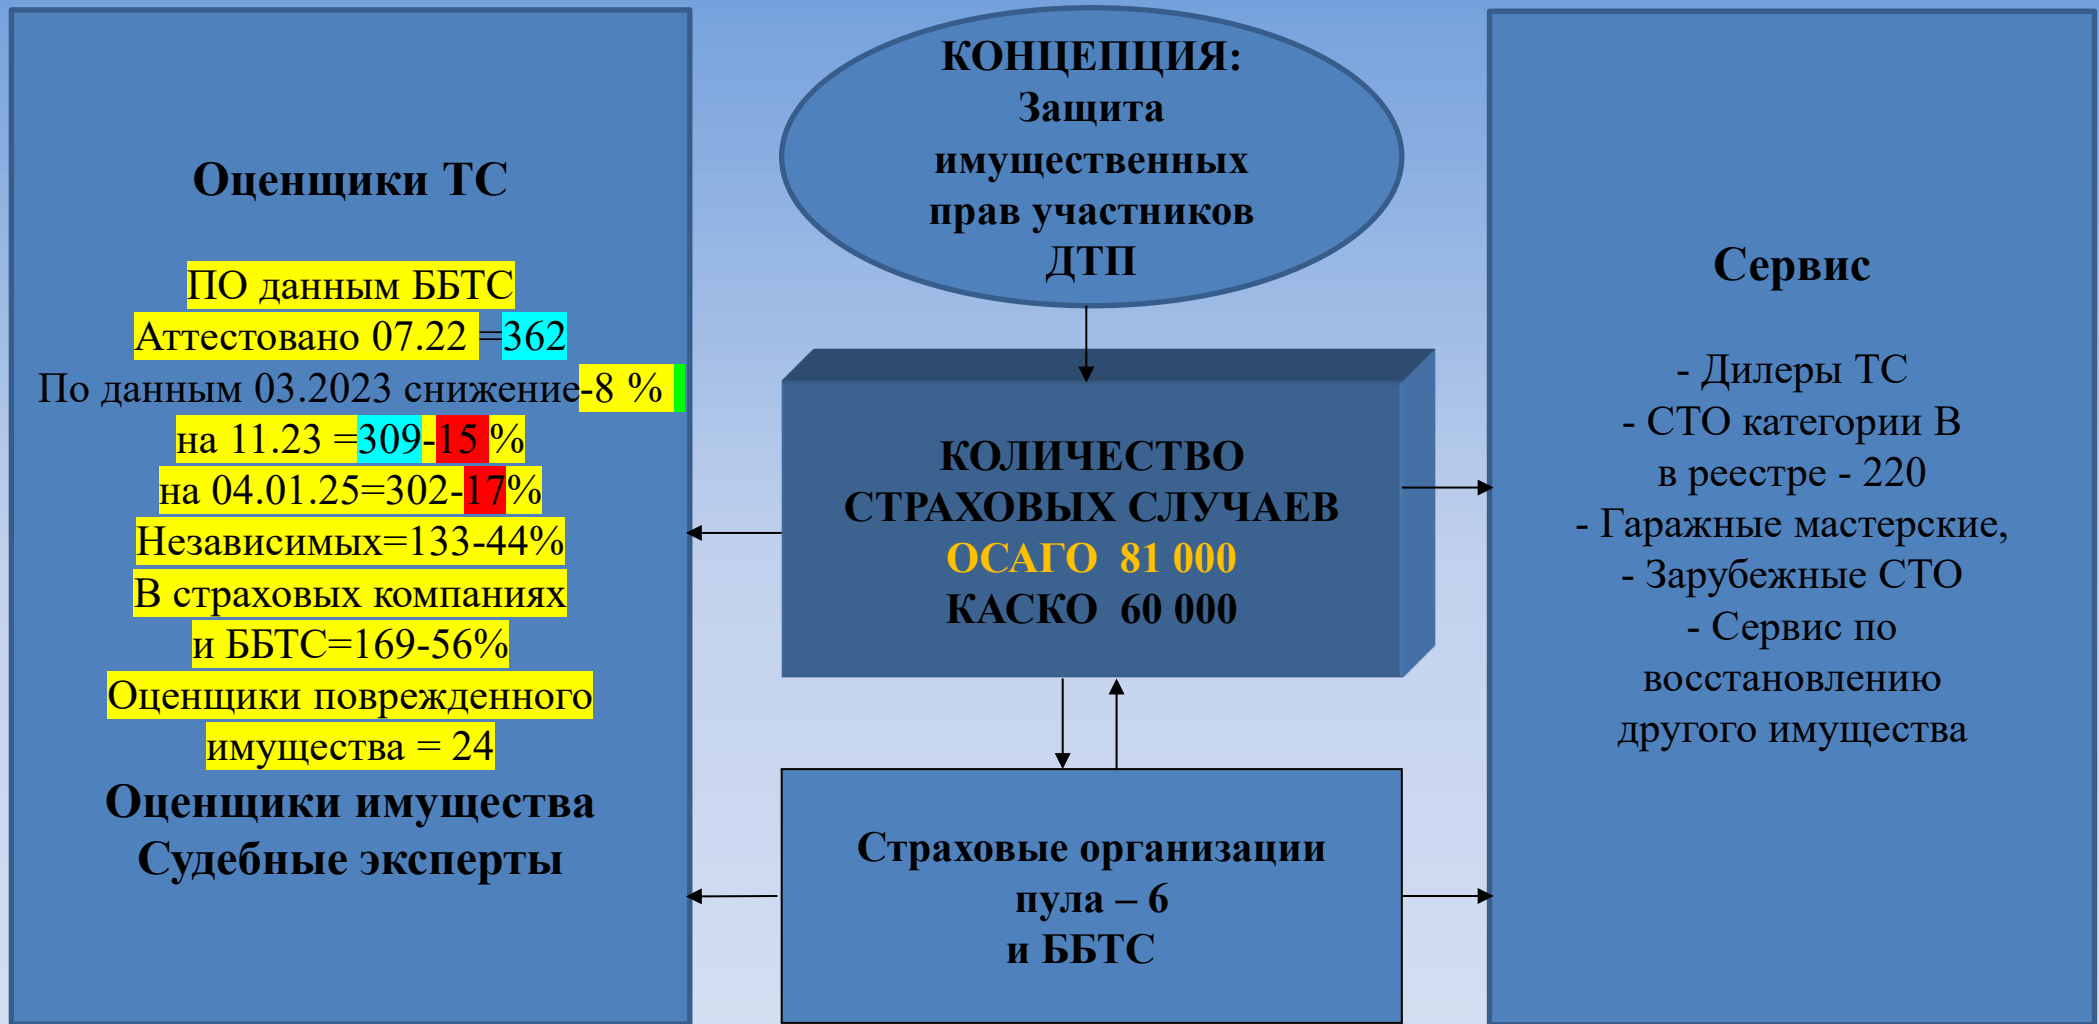 Оценщики ТС
ПО данным ББТС
Аттестовано 07.22 =362
По данным 03.2023 снижение-8 %
на 11.23 =309-15 %
на 04.01.25=302-17%
Независимых=133-44%
В страховых компаниях
и ББТС=169-56%
Оценщики поврежденного
имущества = 24
Оценщики имущества
Судебные эксперты
КОНЦЕПЦИЯ:
Защита
имущественных
прав участников
ДТП
КОЛИЧЕСТВО
СТРАХОВЫХ СЛУЧАЕВ
ОСАГО 81 000
КАСКО 60 000
Страховые организации
пула – 6
и ББТС
Сервис
- Дилеры ТС
- СТО категории В
в реестре - 220
- Гаражные мастерские,
- Зарубежные СТО
- Сервис по
восстановлению
другого имущества